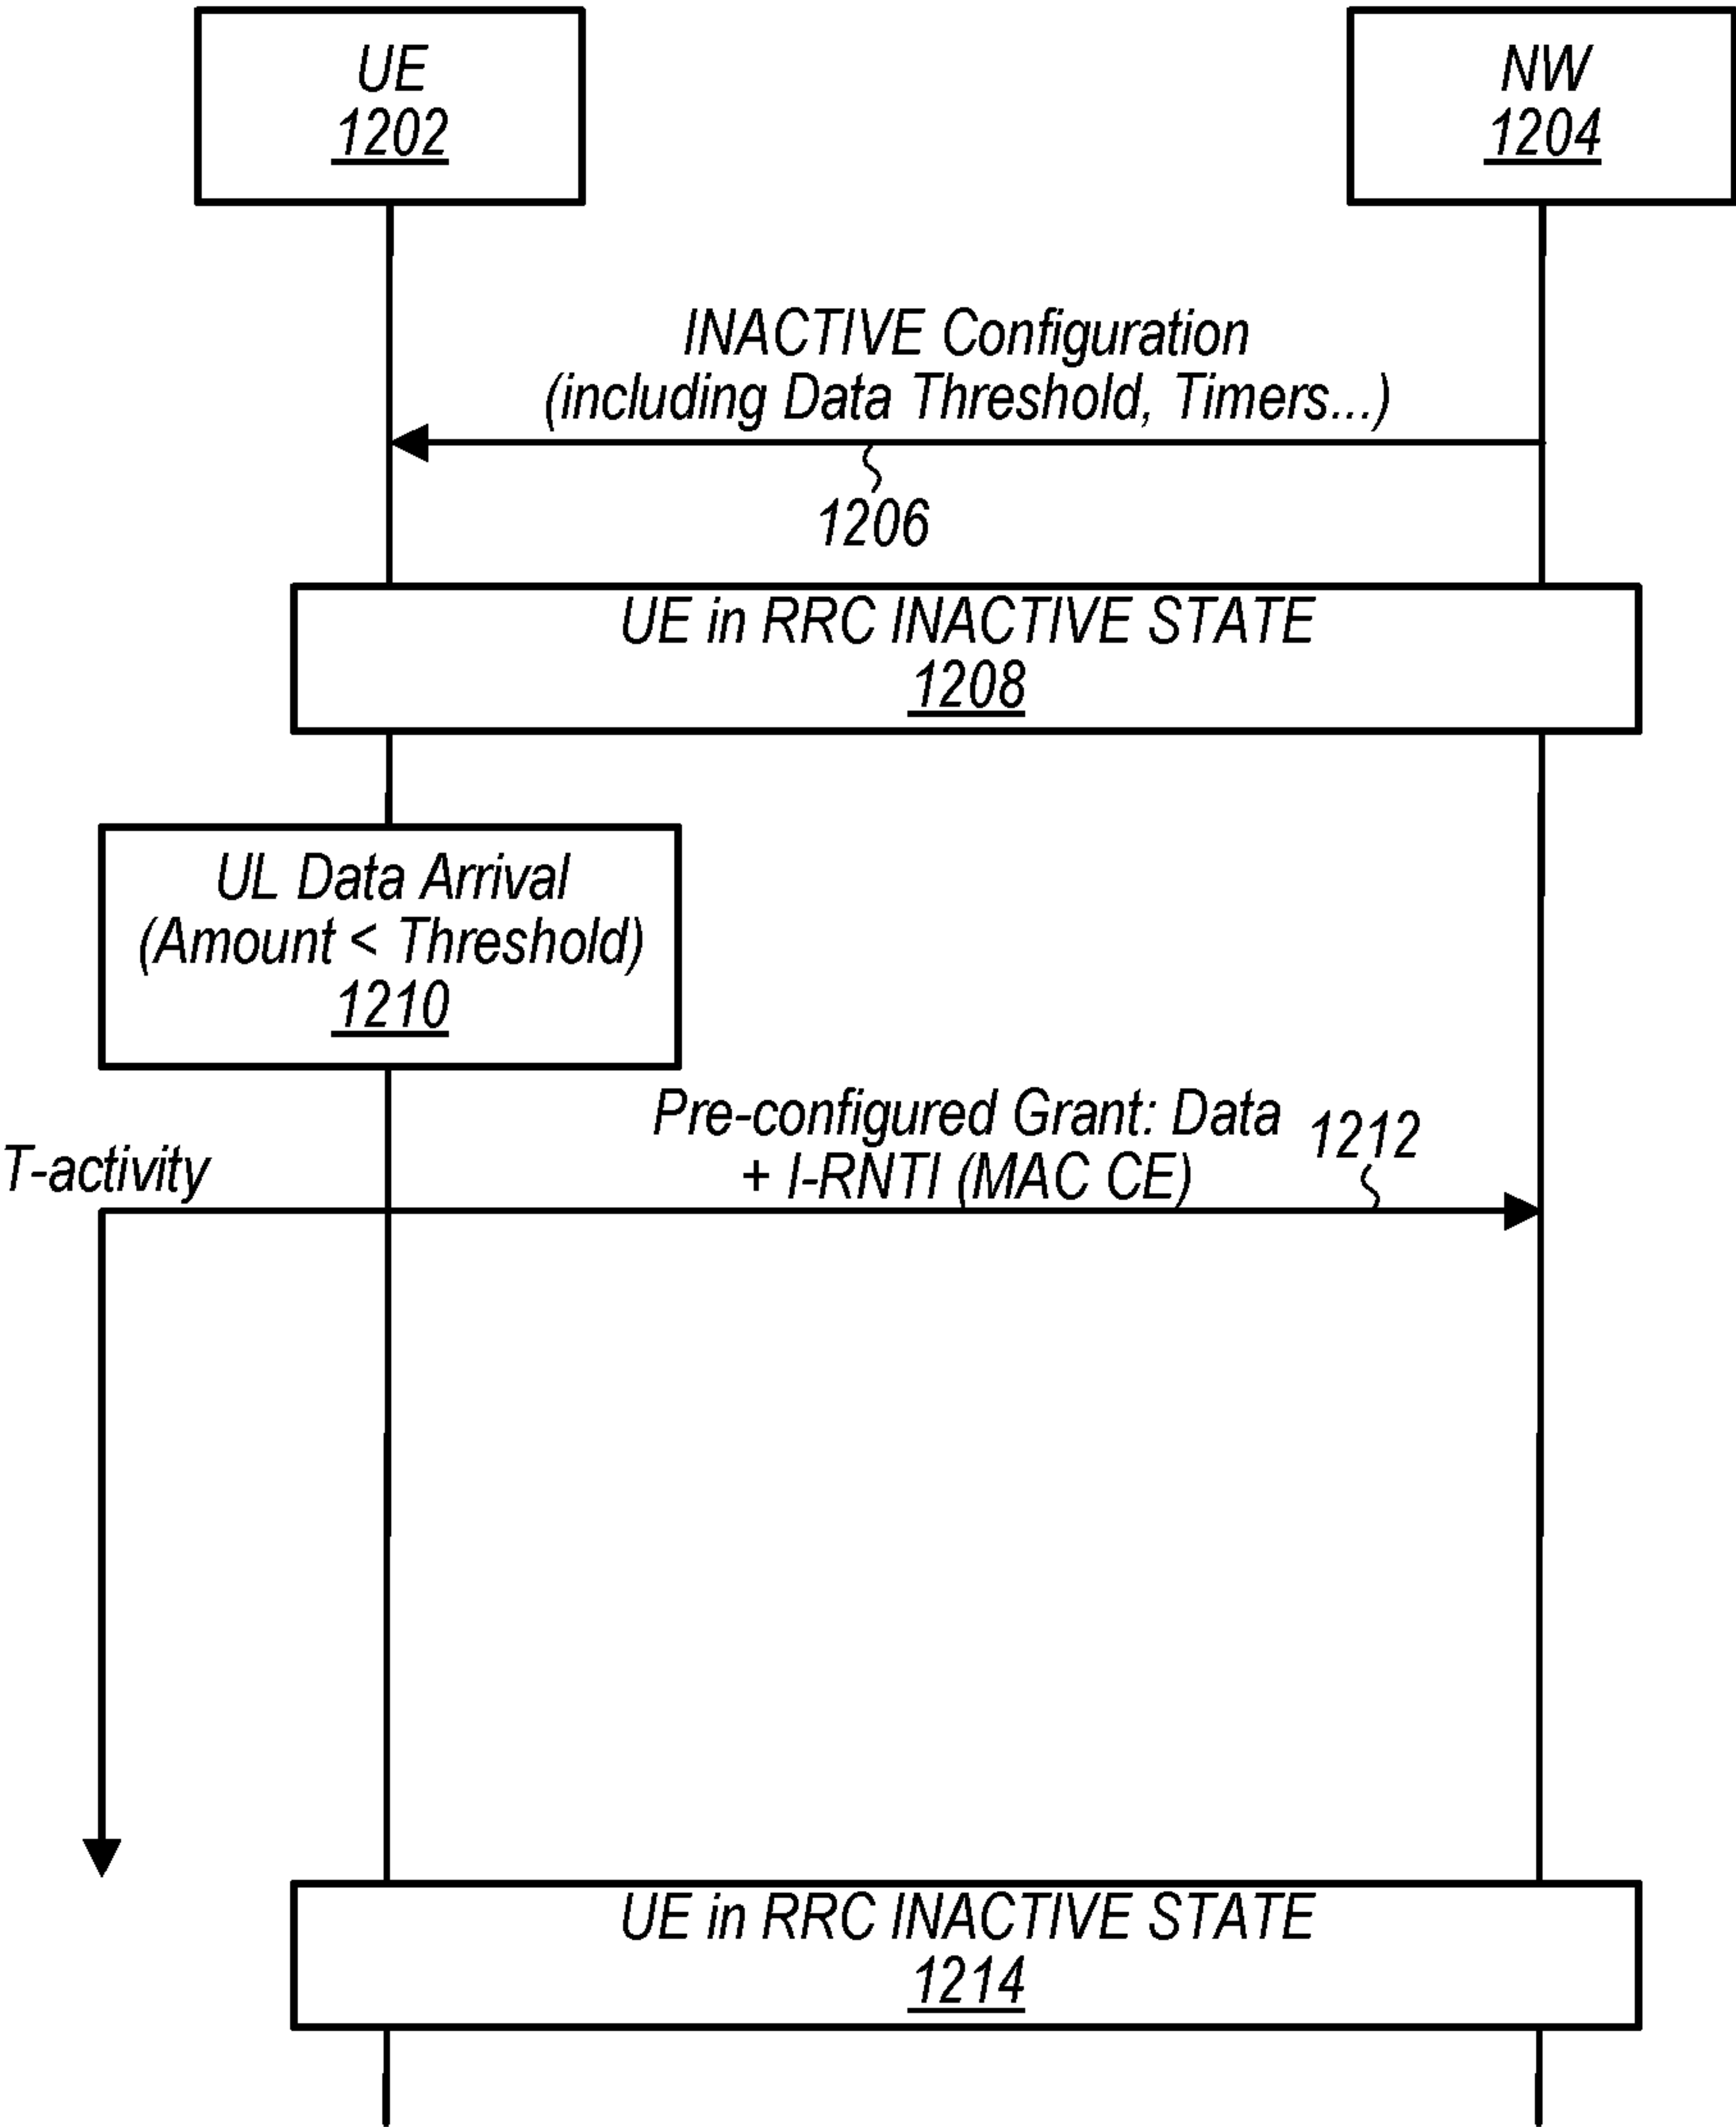 UE
1202
NW
1204
INACTIVE Configuration
(including Data Threshold, Timers...)
1206
UE in RRC INACTIVE STATE
1208
UL Data Arrival
(Amount < Threshold)
1210
Pre-configured Grant: Data
+ I-RNTI (MAC CE)
1212
T-activity
UE in RRC INACTIVE STATE
1214